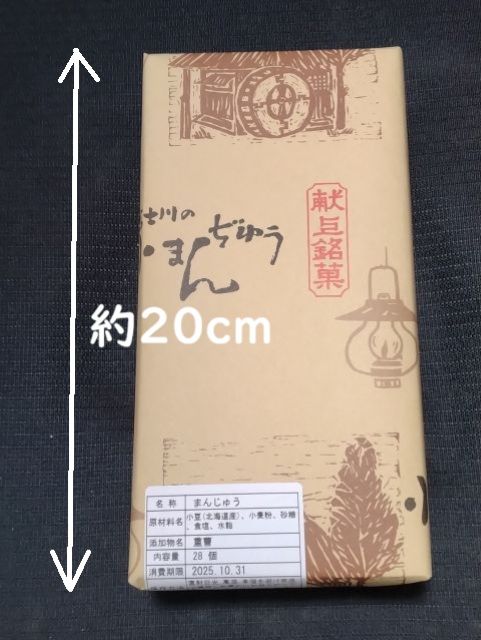 献上銘菓
川の
まんぢゅう
約20cm
名 称 まんじゅう
原材料名 小豆(北海道産)、小麦粉、砂糖
、食塩、水飴
添加物名 重曹
内容量 28 個
消費期限 2025.10.31